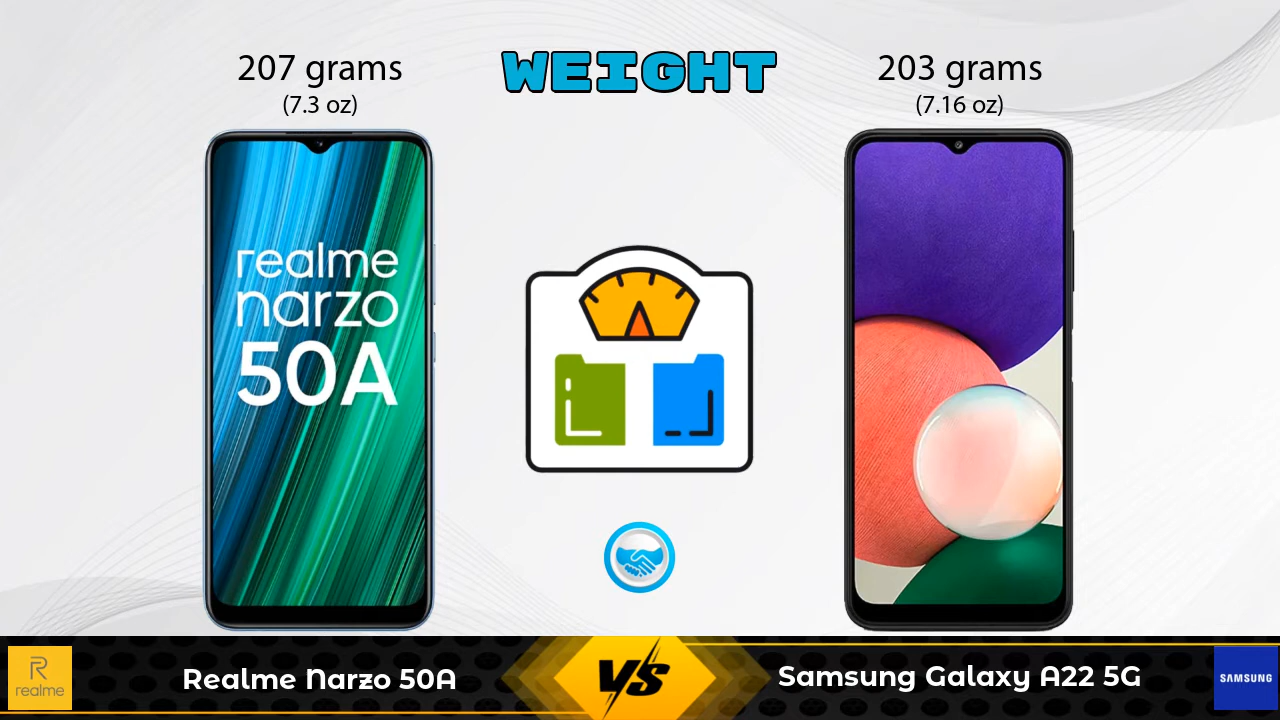 207 grams
(7.3 oz)
WEIGHT
203 grams
(7.16 oz)
realme
narzo
50A
R
realme
Realme Narzo 50A
VS
Samsung Galaxy A22 5G
SAMSUNG